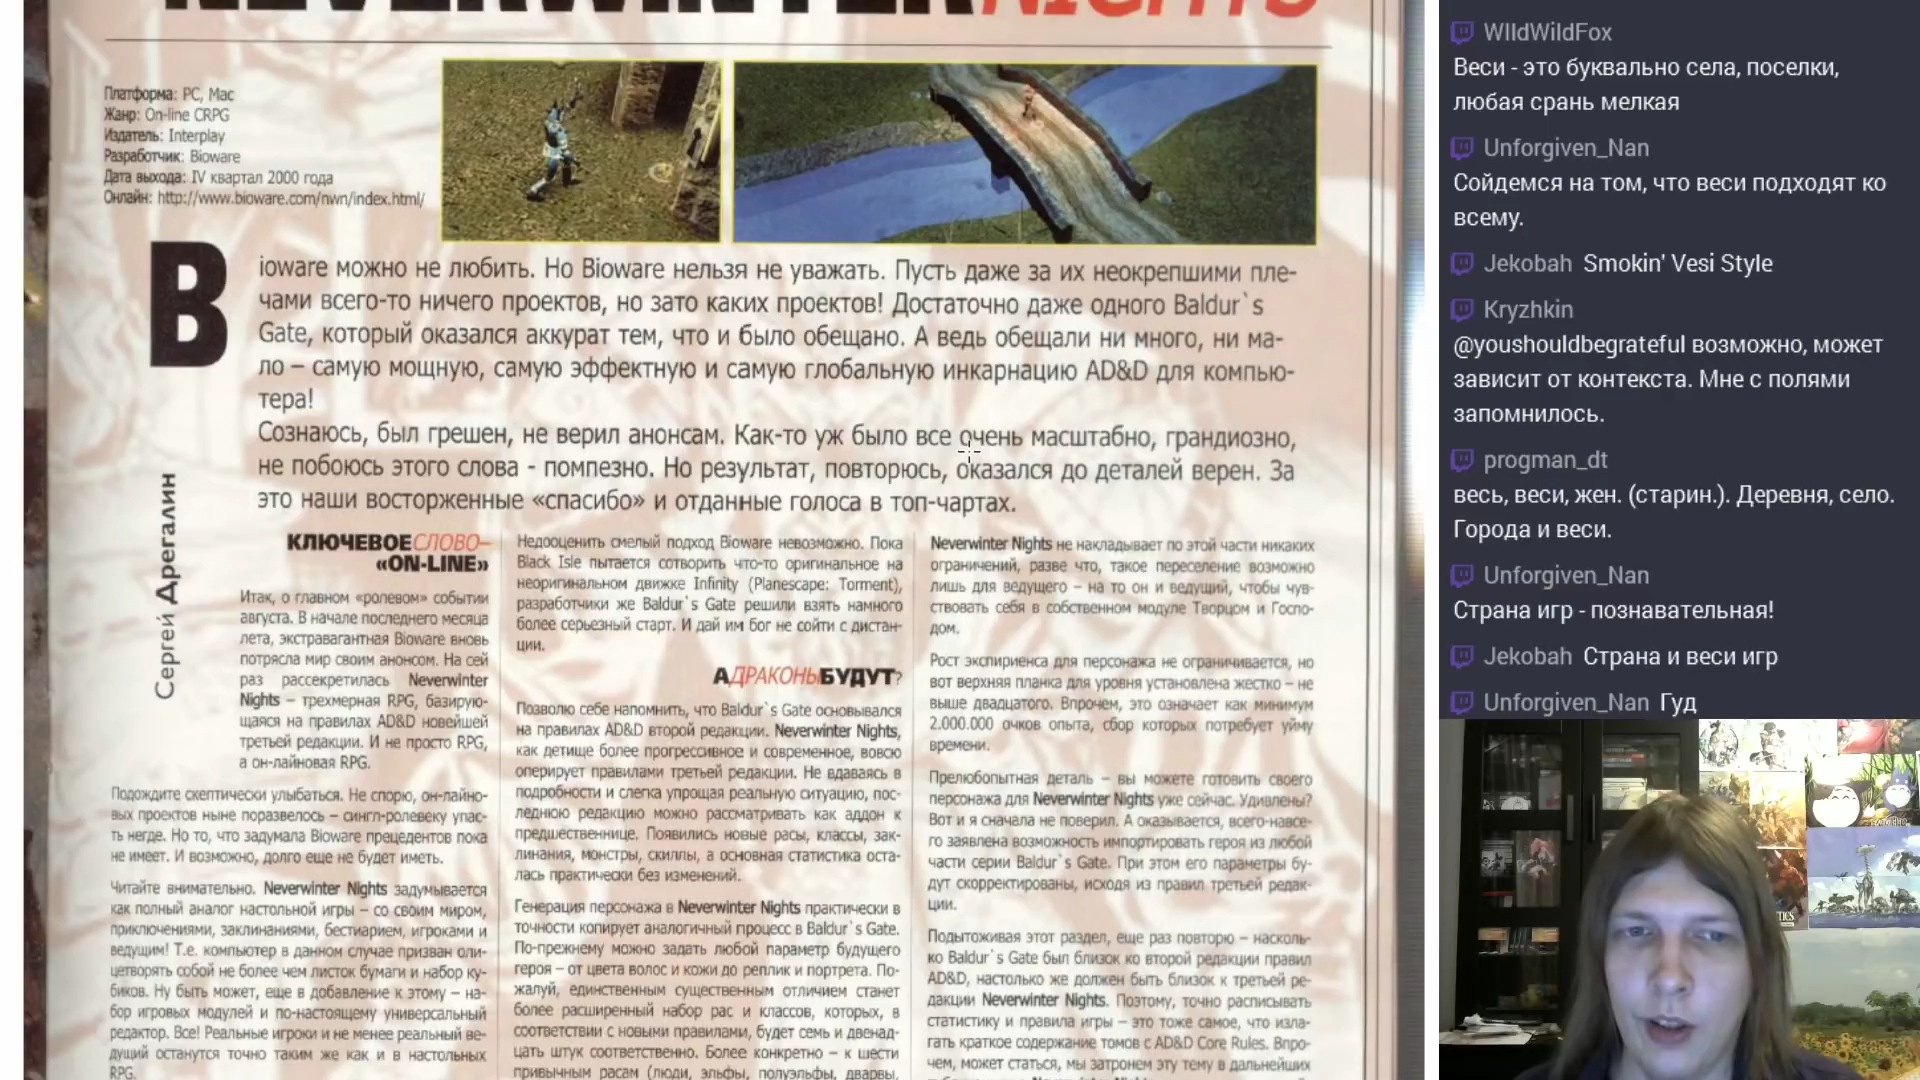 NEVERWINTER NIGHTS
Платформа: PC, Mac
Жанр: On-line CRPG
Издатель: Interplay
Разработчик: Bioware
Дата выхода: IV квартал 2000 года
Онлайн: http://www.bioware.com/nwn/index.html/
В
ioware можно не любить. Но Bioware нельзя не уважать. Пусть даже за их неокрепшими пле-
чами всего-то ничего проектов, но зато каких проектов! Достаточно даже одного Baldur`s
Gate, который оказался аккурат тем, что и было обещано. А ведь обещали ни много, ни ма-
ло – самую мощную, самую эффектную и самую глобальную инкарнацию AD&D для компью-
тера!
Сознаюсь, был грешен, не верил анонсам. Как-то уж было все очень масштабно, грандиозно,
не побоюсь этого слова - помпезно. Но результат, повторюсь, оказался до деталей верен. За
это наши восторженные «спасибо» и отданные голоса в топ-чартах.
Сергей Дрегалин
КЛЮЧЕВОЕ СЛОВО –
«ON-LINE»
Итак, о главном «ролевом» событии
августа. В начале последнего месяца
лета, экстравагантная Bioware вновь
потрясла мир своим анонсом. На сей
раз рассекретилась Neverwinter
Nights – трехмерная RPG, базирую-
щаяся на правилах AD&D новейшей
третьей редакции. И не просто RPG,
а он-лайновая RPG.
Подождите скептически улыбаться. Не спорю, он-лайно-
вых проектов ныне поразвелось – сингл-ролевеку упас-
ть негде. Но то, что задумала Bioware прецедентов пока
не имеет. И возможно, долго еще не будет иметь.
Читайте внимательно. Neverwinter Nights задумывается
как полный аналог настольной игры – со своим миром,
приключениями, заклинаниями, бестиарием, игроками и
ведущим! Т.е. компьютер в данном случае призван оли-
цетворять собой не более чем листок бумаги и набор ку-
биков. Ну быть может, еще в добавление к этому – на-
бор игровых модулей и по-настоящему универсальный
редактор. Все! Реальные игроки и не менее реальный ве-
дущий останутся точно таким же как и в настольных
RPG.
Недооценить смелый подход Bioware невозможно. Пока
Black Isle пытается сотворить что-то оригинальное на
неоригинальном движке Infinity (Planescape: Torment),
разработчики же Baldur`s Gate решили взять намного
более серьезный старт. И дай им бог не сойти с дистан-
ции.
А ДРАКОНЫ БУДУТ?
Позволю себе напомнить, что Baldur`s Gate основывался
на правилах AD&D второй редакции. Neverwinter Nights,
как детище более прогрессивное и современное, вовсю
оперирует правилами третьей редакции. Не вдаваясь в
подробности и слегка упрощая реальную ситуацию, пос-
леднюю редакцию можно рассматривать как аддон к
предшественнице. Появились новые расы, классы, зак-
линания, монстры, скиллы, а основная статистика оста-
лась практически без изменений.
Генерация персонажа в Neverwinter Nights практически в
точности копирует аналогичный процесс в Baldur`s Gate.
По-прежнему можно задать любой параметр будущего
героя – от цвета волос и кожи до реплик и портрета. По-
жалуй, единственным существенным отличием станет
более расширенный набор рас и классов, которых, в
соответствии с новыми правилами, будет семь и двенад-
цать штук соответственно. Более конкретно – к шести
привычным расам (люди, эльфы, полуэльфы, дварвы,
Neverwinter Nights не накладывает по этой части никаких
ограничений, разве что, такое переселение возможно
лишь для ведущего – на то он и ведущий, чтобы чув-
ствовать себя в собственном модуле Творцом и Госпо-
дом.
Рост экспириенса для персонажа не ограничивается, но
вот верхняя планка для уровня установлена жестко – не
выше двадцатого. Впрочем, это означает как минимум
2.000.000 очков опыта, сбор которых потребует уйму
времени.
Прелюбопытная деталь – вы можете готовить своего
персонажа для Neverwinter Nights уже сейчас. Удивлены?
Вот и я сначала не поверил. А оказывается, всего-навсе-
го заявлена возможность импортировать героя из любой
части серии Baldur`s Gate. При этом его параметры бу-
дут скорректированы, исходя из правил третьей редак-
ции.
Подытоживая этот раздел, еще раз повторю – насколь-
ко Baldur`s Gate был близок ко второй редакции правил
AD&D, настолько же должен быть близок к третьей ре-
дакции Neverwinter Nights. Поэтому, точно расписывать
статистику и правила игры – это тоже самое, что изла-
гать краткое содержание томов с AD&D Core Rules. Впро-
чем, может статься, мы затронем эту тему в дальнейших
WIldWildFox
Веси - это буквально села, поселки,
любая срань мелкая
Unforgiven_Nan
Сойдемся на том, что веси подходят ко
всему.
Jekobah Smokin' Vesi Style
Kryzhkin
@youshouldbegrateful возможно, может
зависит от контекста. Мне с полями
запомнилось.
progman_dt
весь, веси, жен. (старин.). Деревня, село.
Города и веси.
Unforgiven_Nan
Страна игр - познавательная!
Jekobah Страна и веси игр
Unforgiven_Nan Гуд